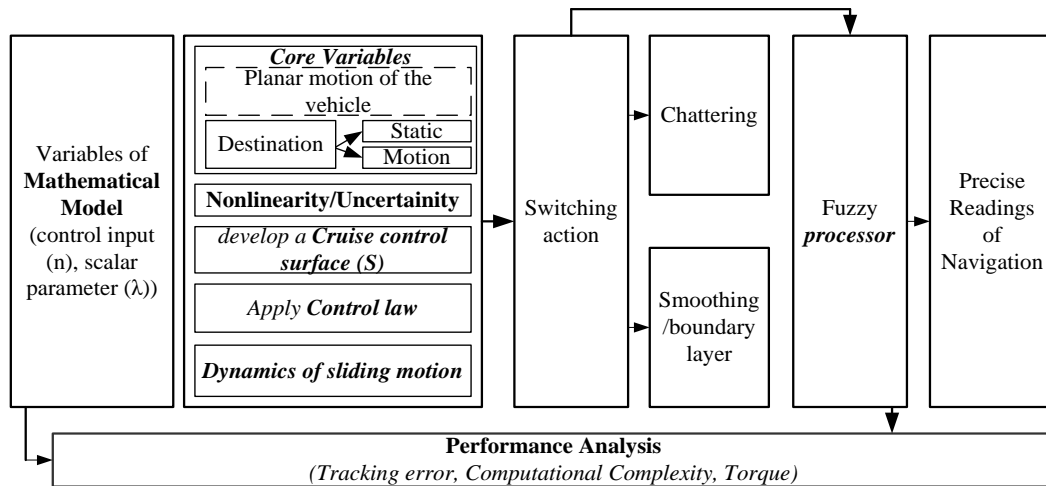 Variables of
Mathematical
Model
(control input
(n), scalar
parameter (λ))
Core Variables
Planar motion of the
vehicle
Destination
Static
Motion
Nonlinearity/Uncertainity
develop a Cruise control
surface (S)
Apply Control law
Dynamics of sliding motion
Switching
action
Chattering
Smoothing
/boundary
layer
Fuzzy
processor
Precise
Readings
of
Navigation
Performance Analysis
(Tracking error, Computational Complexity, Torque)